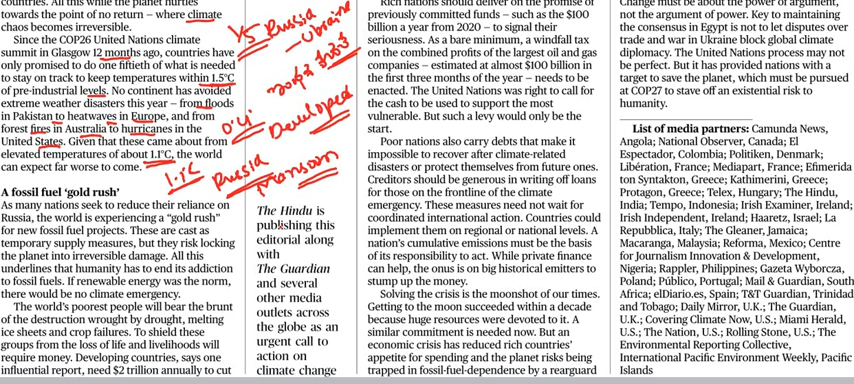 countries. All this while the planet hurtles
towards the point of no return – where climate
chaos becomes irreversible.
Since the COP26 United Nations climate
summit in Glasgow 12 months ago, countries have
only promised to do one fiftieth of what is needed
to stay on track to keep temperatures within 1.5°C
of pre-industrial levels. No continent has avoided
extreme weather disasters this year – from floods
in Pakistan to heatwaves in Europe, and from
forest fires in Australia to hurricanes in the
United States. Given that these came about from
elevated temperatures of about 1.1°C, the world
can expect far worse to come.
A fossil fuel ‘gold rush’
As many nations seek to reduce their reliance on
Russia, the world is experiencing a “gold rush”
for new fossil fuel projects. These are cast as
temporary supply measures, but they risk locking
the planet into irreversible damage. All this
underlines that humanity has to end its addiction
to fossil fuels. If renewable energy was the norm,
there would be no climate emergency.
The world’s poorest people will bear the brunt
of the destruction wrought by drought, melting
ice sheets and crop failures. To shield these
groups from the loss of life and livelihoods will
require money. Developing countries, says one
influential report, need $2 trillion annually to cut
Russia
Ukraine
0.4°
Developed
1.1°C
Russia
The Hindu is
publishing this
editorial along
with
The Guardian
and several
other media
outlets across
the globe as an
urgent call to
action on
climate change
Rich nations should deliver on the promise of
previously committed funds – such as the $100
billion a year from 2020 – to signal their
seriousness. As a bare minimum, a windfall tax
on the combined profits of the largest oil and gas
companies – estimated at almost $100 billion in
the first three months of the year – needs to be
enacted. The United Nations was right to call for
the cash to be used to support the most
vulnerable. But such a levy would only be the
start.
Poor nations also carry debts that make it
impossible to recover after climate-related
disasters or protect themselves from future ones.
Creditors should be generous in writing off loans
for those on the frontline of the climate
emergency. These measures need not wait for
coordinated international action. Countries could
implement them on regional or national levels. A
nation’s cumulative emissions must be the basis
of its responsibility to act. While private finance
can help, the onus is on big historical emitters to
stump up the money.
Solving the crisis is the moonshot of our times.
Getting to the moon succeeded within a decade
because huge resources were devoted to it. A
similar commitment is needed now. But an
economic crisis has reduced rich countries’
appetite for spending and the planet risks being
trapped in fossil-fuel-dependence by a rearguard
Change must be about the power of argument,
not the argument of power. Key to maintaining
the consensus in Egypt is not to let disputes over
trade and war in Ukraine block global climate
diplomacy. The United Nations process may not
be perfect. But it has provided nations with a
target to save the planet, which must be pursued
at COP27 to stave off an existential risk to
humanity.
List of media partners: Camunda News,
Angola; National Observer, Canada; El
Espectador, Colombia; Politiken, Denmark;
Libération, France; Mediapart, France; Efimerida
ton Syntakton, Greece; Kathimerini, Greece;
Protagon, Greece; Telex, Hungary; The Hindu,
India; Tempo, Indonesia; Irish Examiner, Ireland;
Irish Independent, Ireland; Haaretz, Israel; La
Repubblica, Italy; The Gleaner, Jamaica;
Macaranga, Malaysia; Reforma, Mexico; Centre
for Journalism Innovation & Development,
Nigeria; Rappler, Philippines; Gazeta Wyborcza,
Poland; Público, Portugal; Mail & Guardian, South
Africa; elDiario.es, Spain; T&T Guardian, Trinidad
and Tobago; Daily Mirror, U.K.; The Guardian,
U.K.; Covering Climate Now, U.S.; Miami Herald,
U.S.; The Nation, U.S.; Rolling Stone, U.S.; The
Environmental Reporting Collective,
International Pacific Environment Weekly, Pacific
Islands